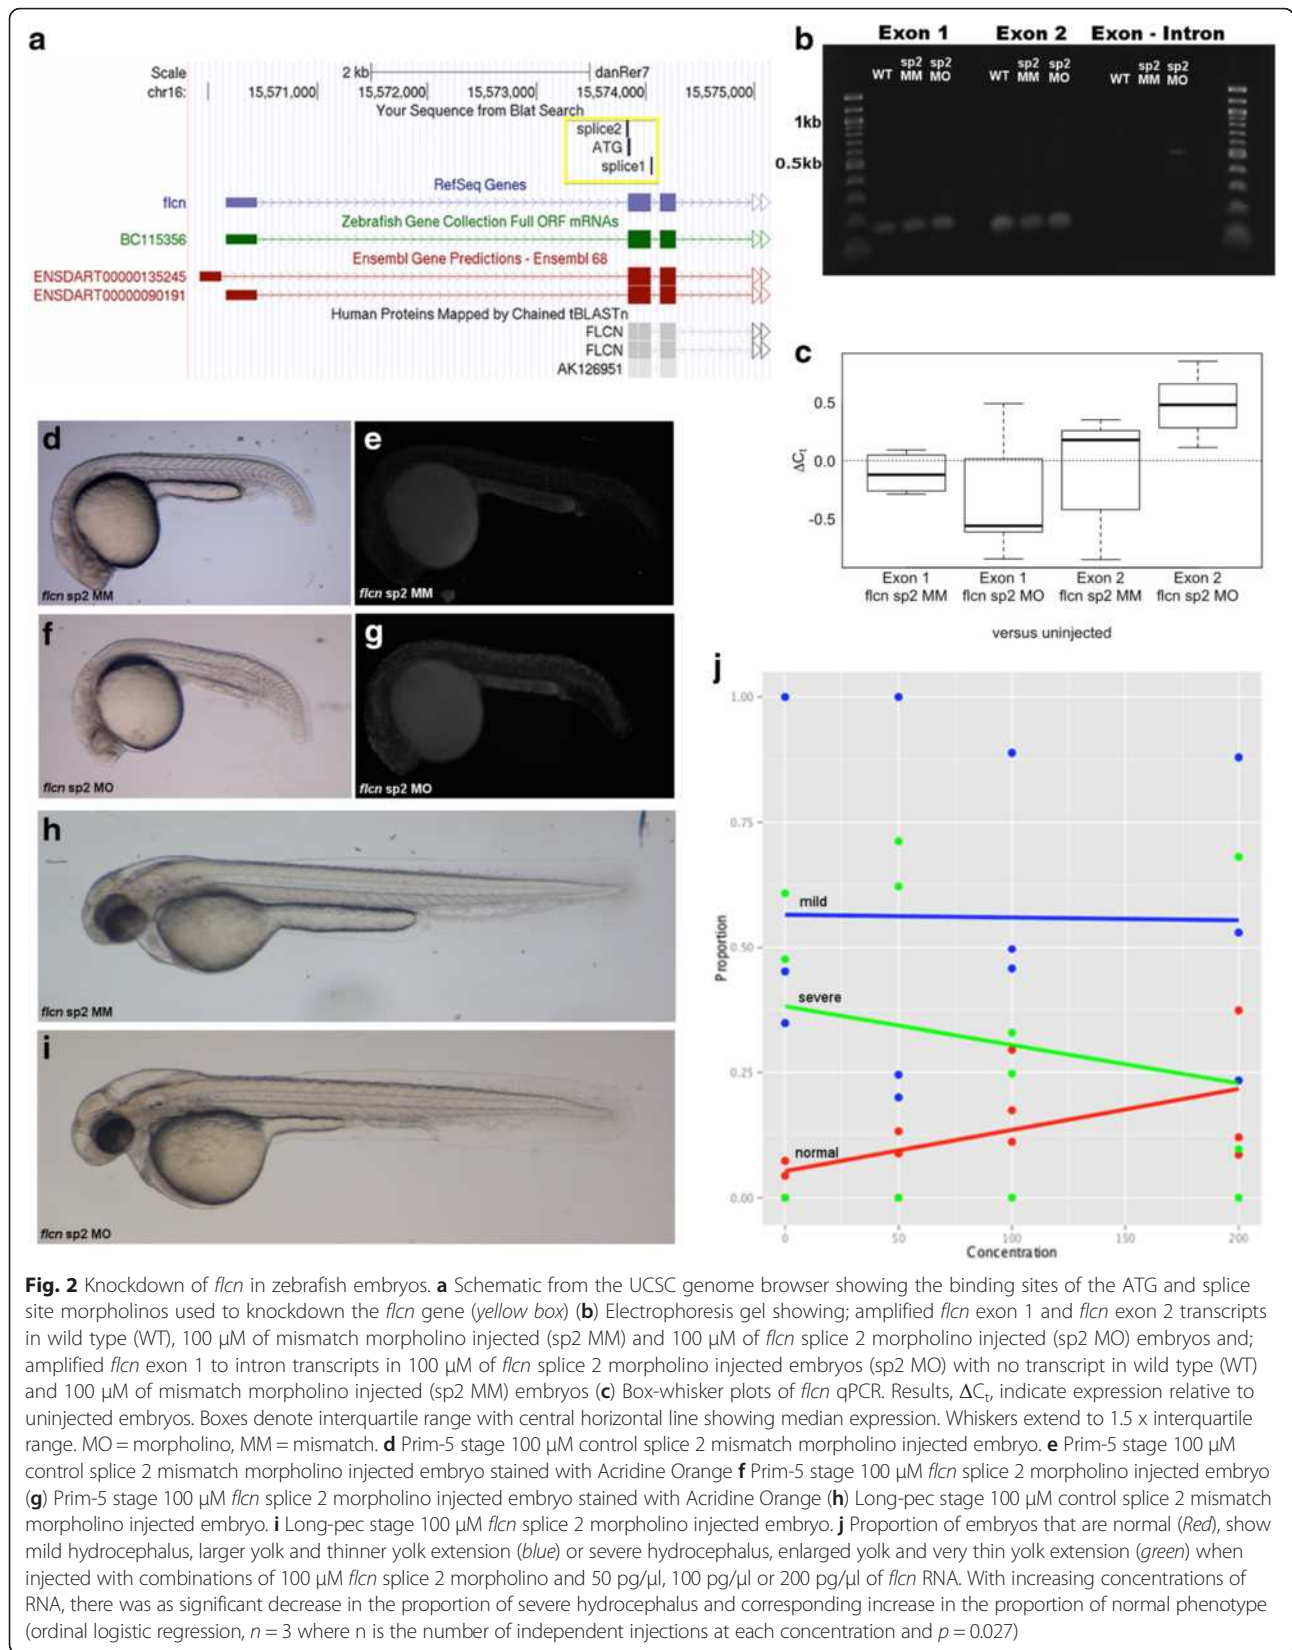 a
Scale 2 kb danRer7
chr16: 15,571,000 15,572,000 15,573,000 15,574,000 15,575,000
Your Sequence from Blat Search
splice2
ATG
splice1
RefSeq Genes
flcn
Zebrafish Gene Collection Full ORF mRNAs
BC115356
Ensembl Gene Predictions - Ensembl 68
ENSDART00000135245
ENSDART00000090191
Human Proteins Mapped by Chained tBLASTn
FLCN
FLCN
AK126951
b
Exon 1 Exon 2 Exon - Intron
WT sp2 MM sp2 MO WT sp2 MM sp2 MO WT sp2 MM sp2 MO
1kb
0.5kb
c
ΔCt
0.5
0.0
-0.5
Exon 1 Exon 1 Exon 2 Exon 2
flcn sp2 MM flcn sp2 MO flcn sp2 MM flcn sp2 MO
versus uninjected
d
flcn sp2 MM
e
flcn sp2 MM
f
flcn sp2 MO
g
flcn sp2 MO
h
flcn sp2 MM
i
flcn sp2 MO
j
1.00
0.75
0.50
0.25
0.00
Proportion
mild
severe
normal
0 50 100 150 200
Concentration
Fig. 2 Knockdown of flcn in zebrafish embryos. a Schematic from the UCSC genome browser showing the binding sites of the ATG and splice
site morpholinos used to knockdown the flcn gene (yellow box) (b) Electrophoresis gel showing; amplified flcn exon 1 and flcn exon 2 transcripts
in wild type (WT), 100 μM of mismatch morpholino injected (sp2 MM) and 100 μM of flcn splice 2 morpholino injected (sp2 MO) embryos and;
amplified flcn exon 1 to intron transcripts in 100 μM of flcn splice 2 morpholino injected embryos (sp2 MO) with no transcript in wild type (WT)
and 100 μM of mismatch morpholino injected (sp2 MM) embryos (c) Box-whisker plots of flcn qPCR. Results, ΔCt, indicate expression relative to
uninjected embryos. Boxes denote interquartile range with central horizontal line showing median expression. Whiskers extend to 1.5 x interquartile
range. MO = morpholino, MM = mismatch. d Prim-5 stage 100 μM control splice 2 mismatch morpholino injected embryo. e Prim-5 stage 100 μM
control splice 2 mismatch morpholino injected embryo stained with Acridine Orange f Prim-5 stage 100 μM flcn splice 2 morpholino injected embryo
(g) Prim-5 stage 100 μM flcn splice 2 morpholino injected embryo stained with Acridine Orange (h) Long-pec stage 100 μM control splice 2 mismatch
morpholino injected embryo. i Long-pec stage 100 μM flcn splice 2 morpholino injected embryo. j Proportion of embryos that are normal (Red), show
mild hydrocephalus, larger yolk and thinner yolk extension (blue) or severe hydrocephalus, enlarged yolk and very thin yolk extension (green) when
injected with combinations of 100 μM flcn splice 2 morpholino and 50 pg/μl, 100 pg/μl or 200 pg/μl of flcn RNA. With increasing concentrations of
RNA, there was as significant decrease in the proportion of severe hydrocephalus and corresponding increase in the proportion of normal phenotype
(ordinal logistic regression, n = 3 where n is the number of independent injections at each concentration and p = 0.027)